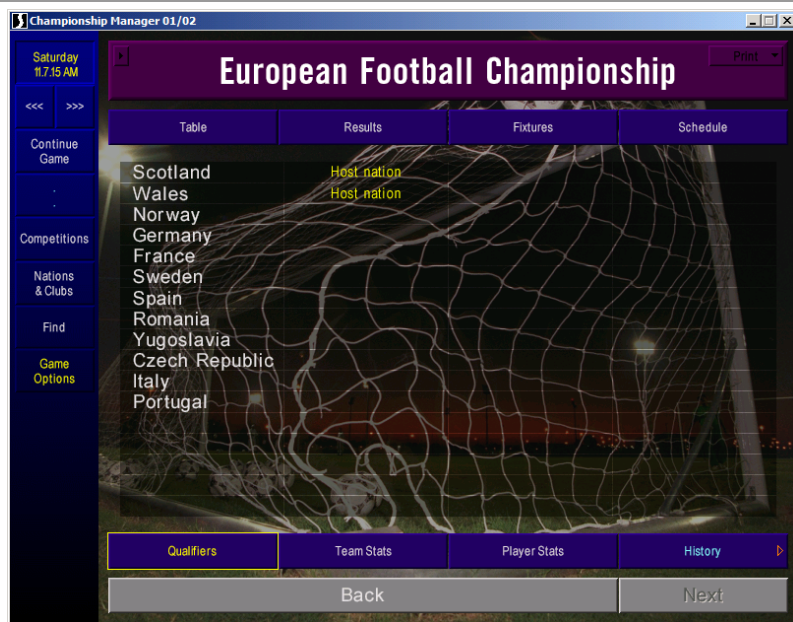 Championship Manager 01/02
Saturday
11.7.15 AM
European Football Championship
Print
<<< >>>
Table Results Fixtures Schedule
Continue
Game
Scotland Host nation
Wales Host nation
Norway
Germany
France
Sweden
Spain
Romania
Yugoslavia
Czech Republic
Italy
Portugal
Competitions
Nations
& Clubs
Find
Game
Options
Qualifiers Team Stats Player Stats History
Back Next